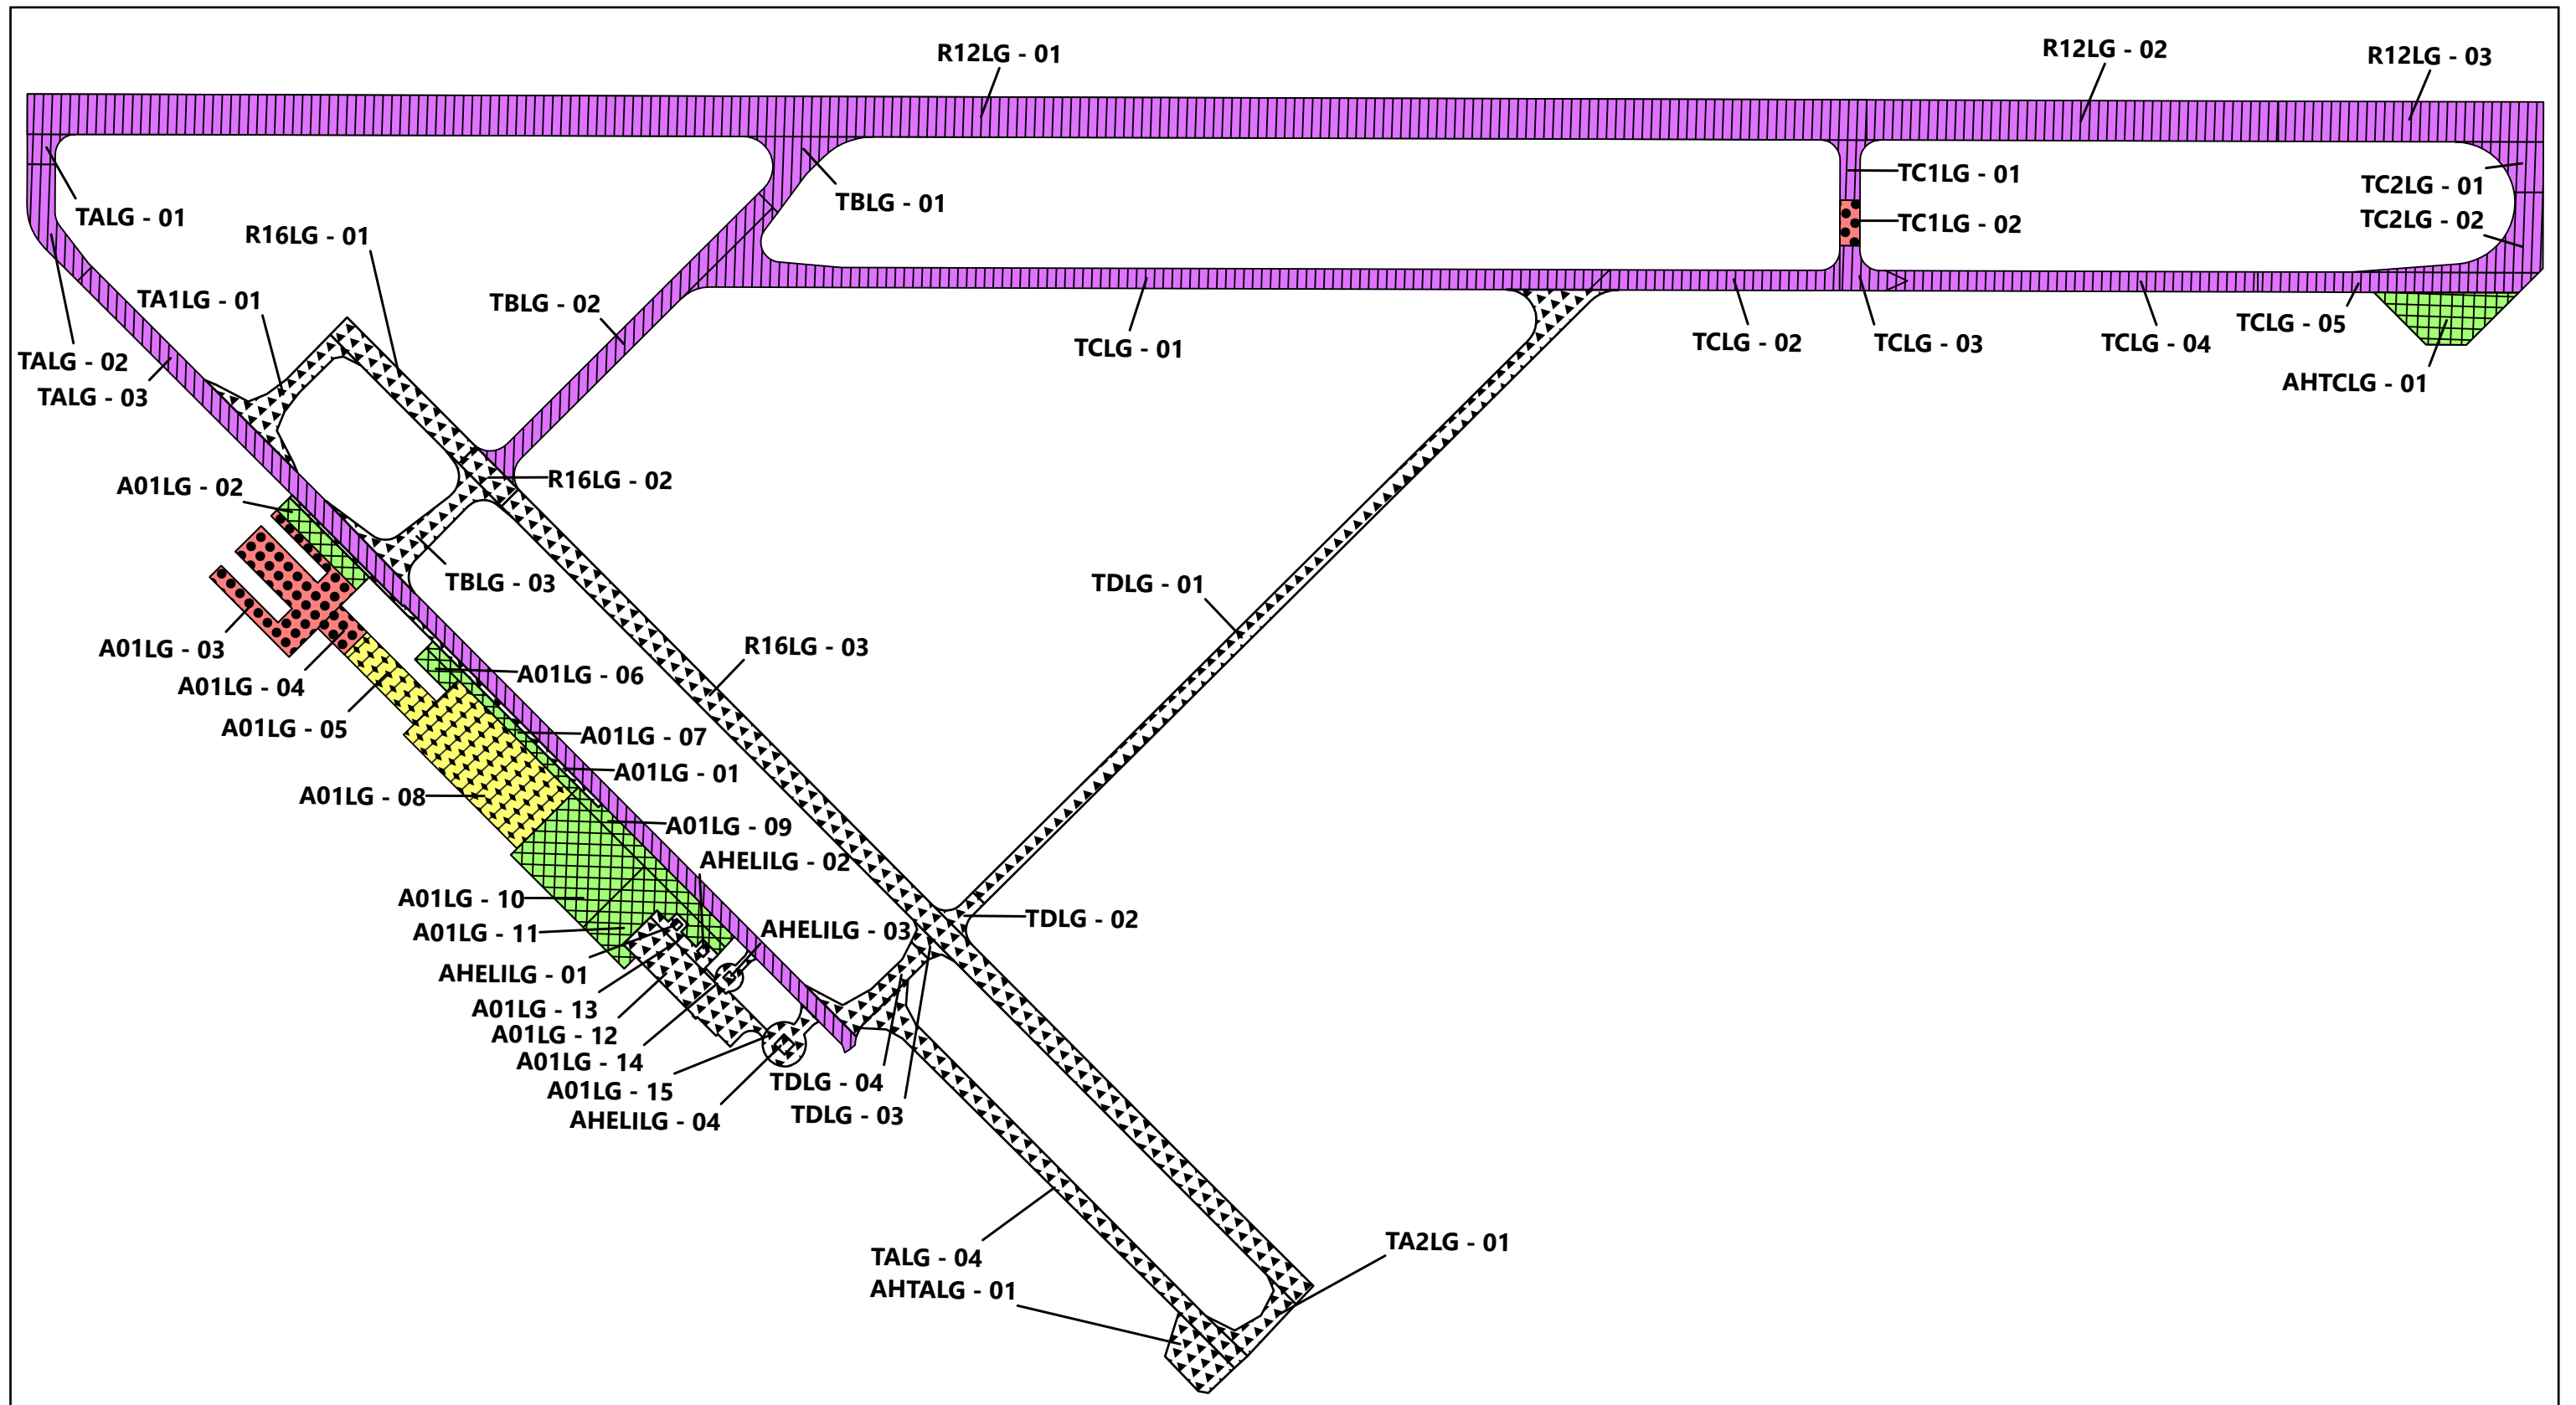 R12LG - 01
R12LG - 02
R12LG - 03
TALG - 01
R16LG - 01
TBLG - 01
TC1LG - 01
TC1LG - 02
TC2LG - 01
TC2LG - 02
TA1LG - 01
TBLG - 02
TALG - 02
TALG - 03
TCLG - 01
TCLG - 02
TCLG - 03
TCLG - 04
TCLG - 05
AHTCLG - 01
A01LG - 02
R16LG - 02
TBLG - 03
TDLG - 01
A01LG - 03
A01LG - 04
A01LG - 05
R16LG - 03
A01LG - 06
A01LG - 07
A01LG - 01
A01LG - 08
A01LG - 09
AHELILG - 02
A01LG - 10
A01LG - 11
AHELILG - 03
TDLG - 02
AHELILG - 01
A01LG - 13
A01LG - 12
A01LG - 14
A01LG - 15
AHELILG - 04
TDLG - 04
TDLG - 03
TALG - 04
AHTALG - 01
TA2LG - 01